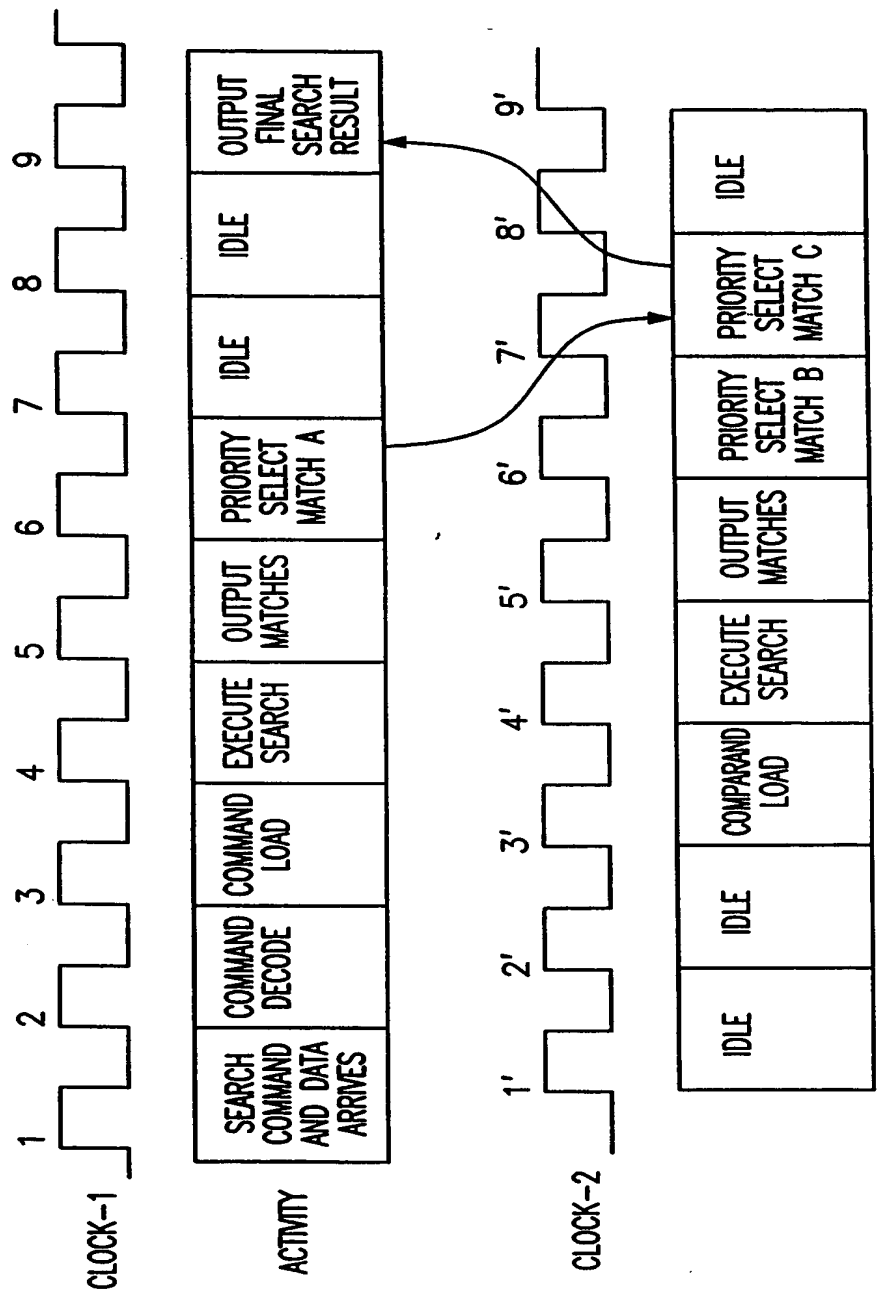 1 2 3 4 5 6 7 8 9
CLOCK-1
ACTIVITY
SEARCH
COMMAND
AND DATA
ARRIVES
COMMAND
DECODE
COMMAND
LOAD
EXECUTE
SEARCH
OUTPUT
MATCHES
PRIORITY
SELECT
MATCH A
IDLE
IDLE
OUTPUT
FINAL
SEARCH
RESULT
1' 2' 3' 4' 5' 6' 7' 8' 9'
CLOCK-2
IDLE
IDLE
COMPARAND
LOAD
EXECUTE
SEARCH
OUTPUT
MATCHES
PRIORITY
SELECT
MATCH B
PRIORITY
SELECT
MATCH C
IDLE